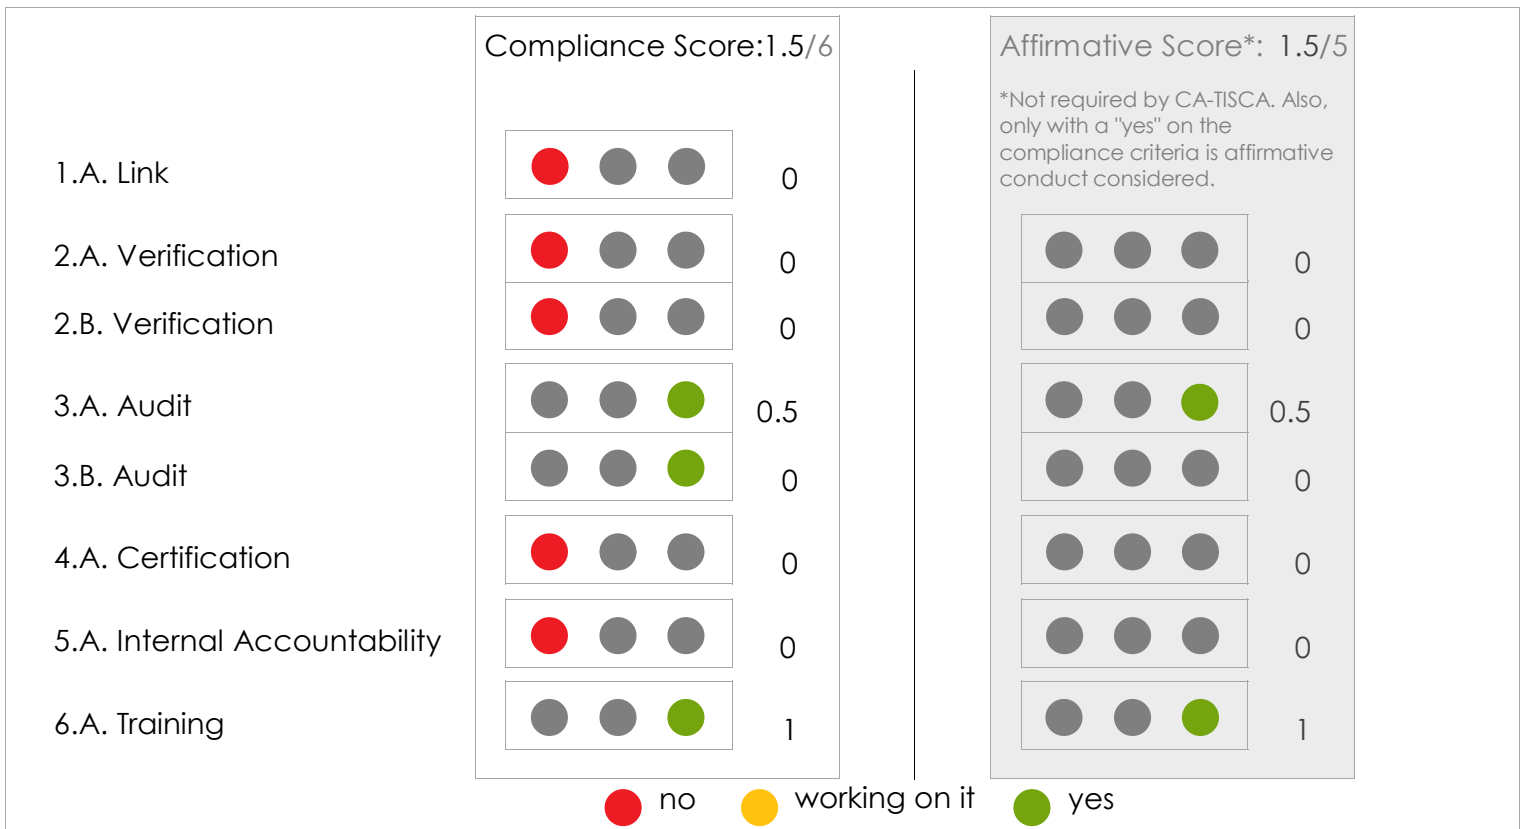 Compliance Score:1.5/6
Affirmative Score*: 1.5/5
*Not required by CA-TISCA. Also,
only with a "yes" on the
compliance criteria is affirmative
conduct considered.
1.A. Link 0
2.A. Verification 0 0
2.B. Verification 0 0
3.A. Audit 0.5 0.5
3.B. Audit 0 0
4.A. Certification 0 0
5.A. Internal Accountability 0 0
6.A. Training 1 1
no working on it yes